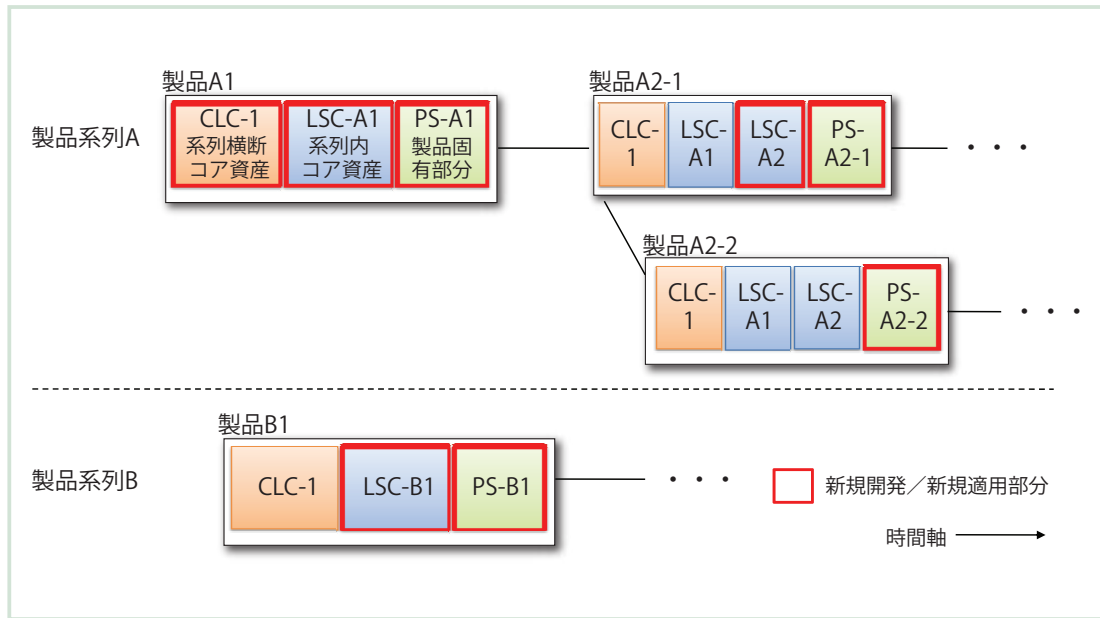 製品系列A
製品A1
CLC-1
系列横断
コア資産
LSC-A1
系列内
コア資産
PS-A1
製品固
有部分
製品A2-1
CLC-
1
LSC-
A1
LSC-
A2
PS-
A2-1
・・・
製品A2-2
CLC-
1
LSC-
A1
LSC-
A2
PS-
A2-2
・・・
製品系列B
製品B1
CLC-1
LSC-B1
PS-B1
・・・
新規開発／新規適用部分
時間軸